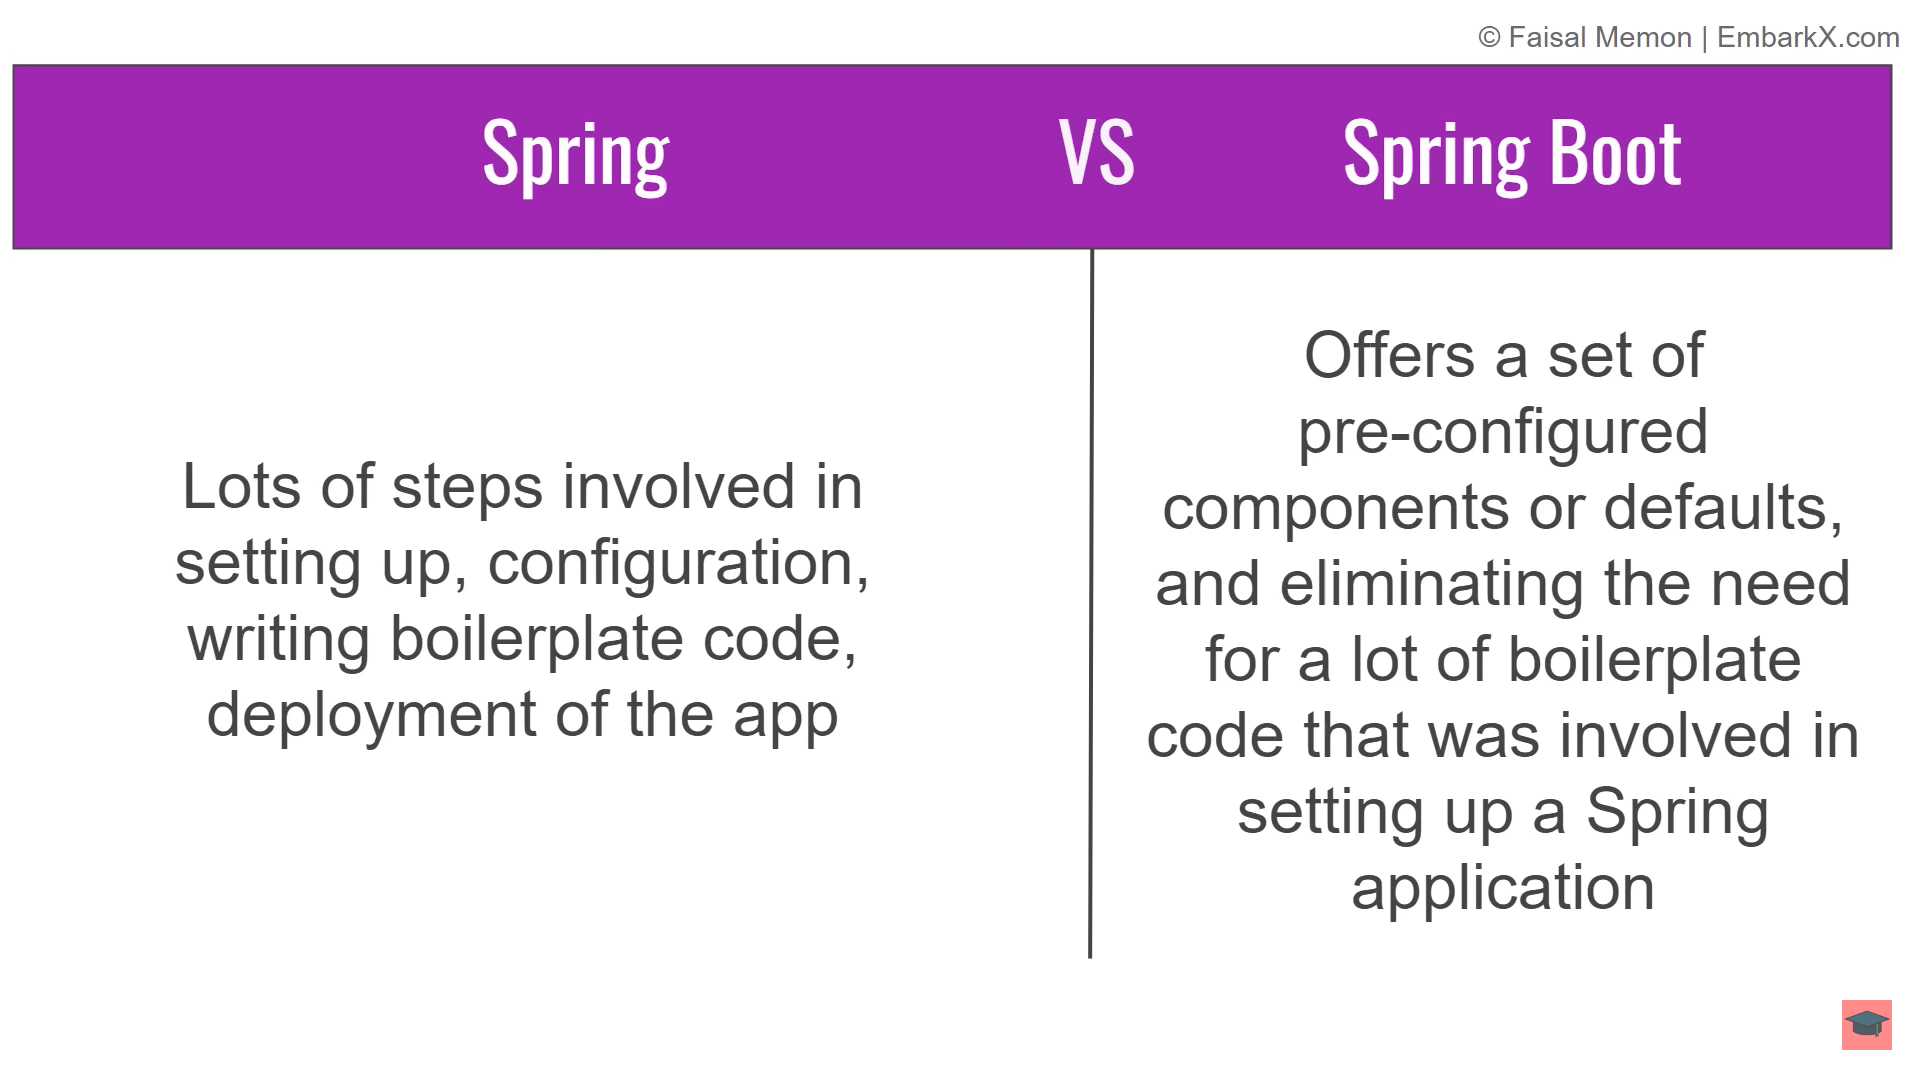 © Faisal Memon | EmbarkX.com
Spring VS Spring Boot
Lots of steps involved in
setting up, configuration,
writing boilerplate code,
deployment of the app
Offers a set of
pre-configured
components or defaults,
and eliminating the need
for a lot of boilerplate
code that was involved in
setting up a Spring
application